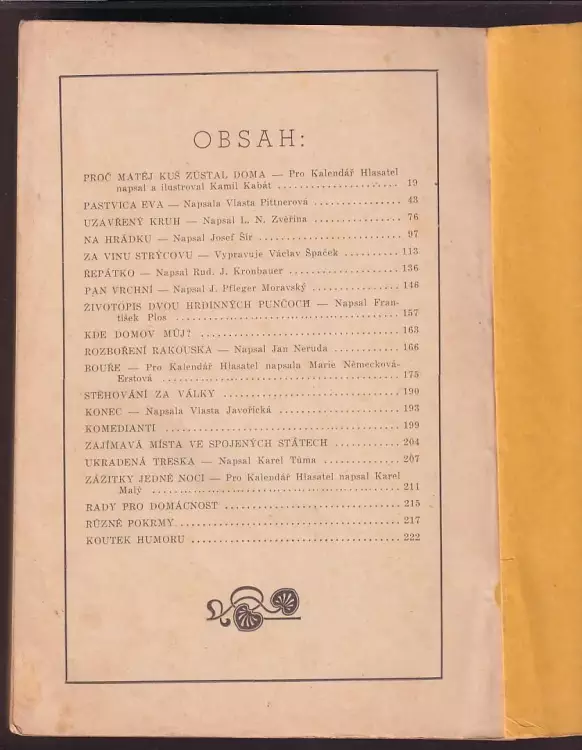 OBSAH:
PROČ MATĚJ KUŠ ZŮSTAL DOMA — Pro Kalendář Hlasatel
napsal a ilustroval Kamil Kabát ........................ 19
PASTVICA EVA — Napsala Vlasta Pittnerová ................ 43
UZAVŘENÝ KRUH — Napsal L. N. Zvěřina ................ 76
NA HRÁDKU — Napsal Josef Šír ........................ 97
ZA VINU STRÝCOVU — Vypravuje Václav Špaček .......... 113
ŘEPÁTKO — Napsal Rud. J. Kronbauer .................... 136
PAN VRCHNÍ — Napsal J. Pfleger Moravský ................ 146
ŽIVOTOPIS DVOU HRDINNÝCH PUNČOCH — Napsal Fran-
tišek Plos ........................................ 157
KDE DOMOV MŮJ? .................................... 163
ROZBOŘENÍ RAKOUSKA — Napsal Jan Neruda ............ 166
BOUŘE — Pro Kalendář Hlasatel napsala Marie Německová-
Erstová ............................................ 175
STĚHOVÁNÍ ZA VÁLKY ................................ 190
KONEC — Napsala Vlasta Javořická .................... 193
KOMEDIANTI ........................................ 199
ZAJÍMAVÁ MÍSTA VE SPOJENÝCH STÁTECH ............ 204
UKRADENÁ TRESKA — Napsal Karel Tůma ................ 207
ZÁŽITKY JEDNÉ NOCI — Pro Kalendář Hlasatel napsal Karel
Malý ................................................ 211
RADY PRO DOMÁCNOST ................................ 215
RŮZNÉ POKRMY ...................................... 217
KOUTEK HUMORU .................................... 222